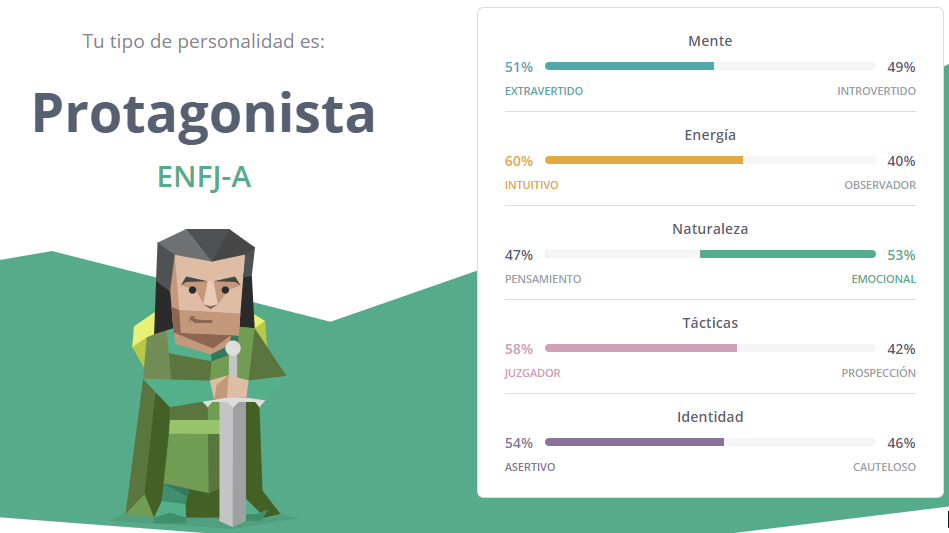 Tu tipo de personalidad es:
Protagonista
ENFJ-A
Mente
51% 49%
EXTRAVERTIDO INTROVERTIDO
Energía
60% 40%
INTUITIVO OBSERVADOR
Naturaleza
47% 53%
PENSAMIENTO EMOCIONAL
Tácticas
58% 42%
JUZGADOR PROSPECCIÓN
Identidad
54% 46%
ASERTIVO CAUTELOSO